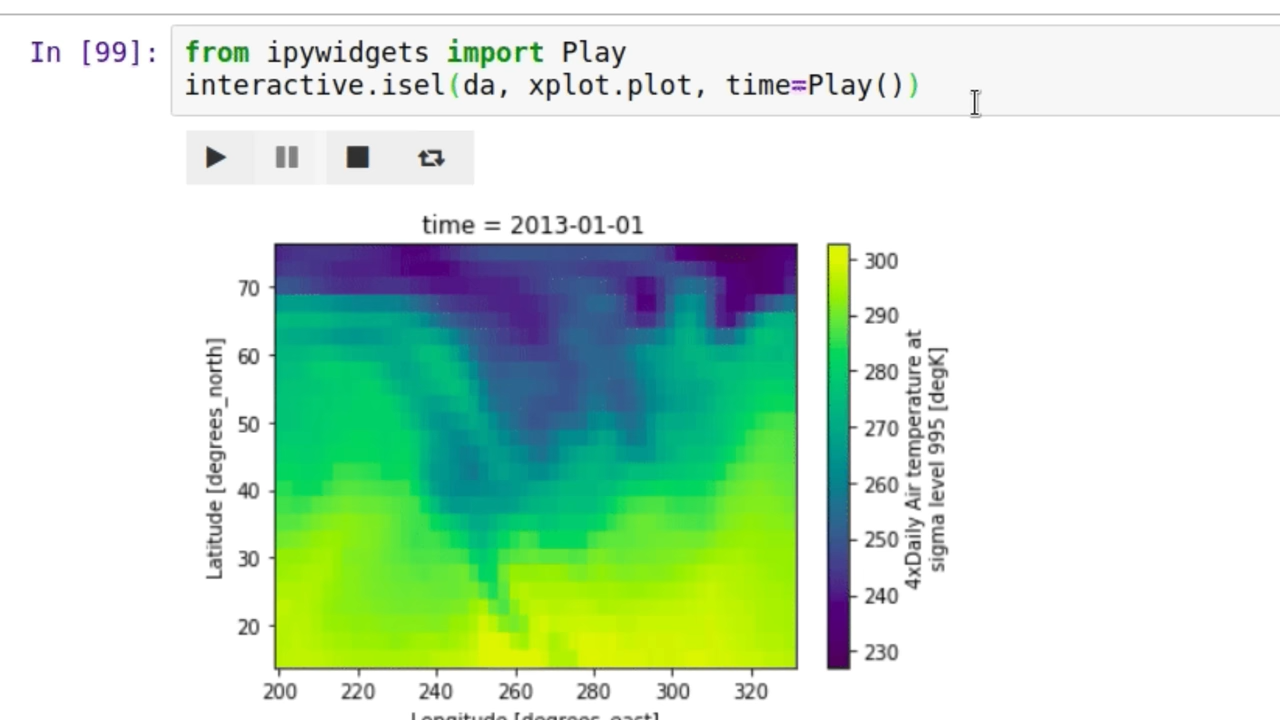 In [99]:
from ipywidgets import Play
interactive.isel(da, xplot.plot, time=Play())
time = 2013-01-01
70
60
50
40
30
20
Latitude [degrees_north]
200 220 240 260 280 300 320
Longitude [degrees_east]
300
290
280
270
260
250
240
230
4xDaily Air temperature at
sigma level 995 [degK]